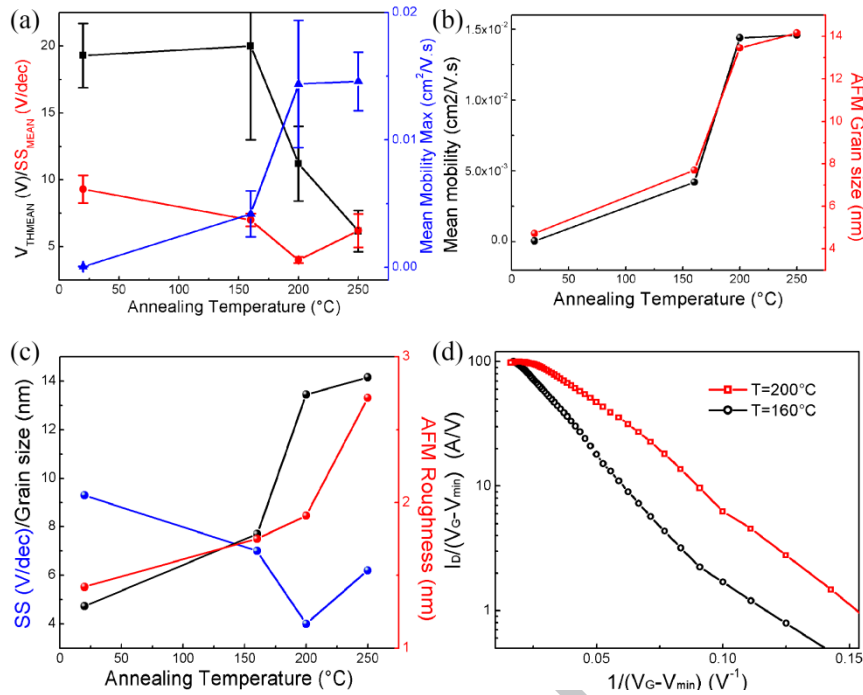 (a)
20
15
10
5
0
50
100
150
200
250
Annealing Temperature (°C)
V_THMEAN (V)/SS_MEAN (V/dec)
0.02
0.01
0.00
Mean Mobility Max (cm²/V.s)
(b)
1.5x10⁻²
1.0x10⁻²
5.0x10⁻³
0.0
0
50
100
150
200
250
Annealing Temperature (°C)
Mean mobility (cm2/V.s)
14
12
10
8
6
4
AFM Grain size (nm)
(c)
14
12
10
8
6
4
0
50
100
150
200
250
Annealing Temperature (°C)
SS (V/dec)/Grain size (nm)
3
2
1
AFM Roughness (nm)
(d)
100
10
1
0.05
0.10
0.15
1/(V_G-V_min) (V⁻¹)
I_D/(V_G-V_min) (A/V)
T=200°C
T=160°C